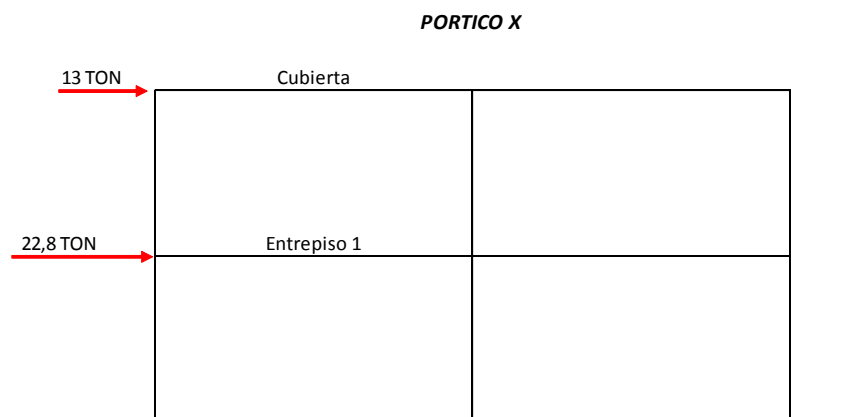 PORTICO X
13 TON
Cubierta
22,8 TON
Entrepiso 1